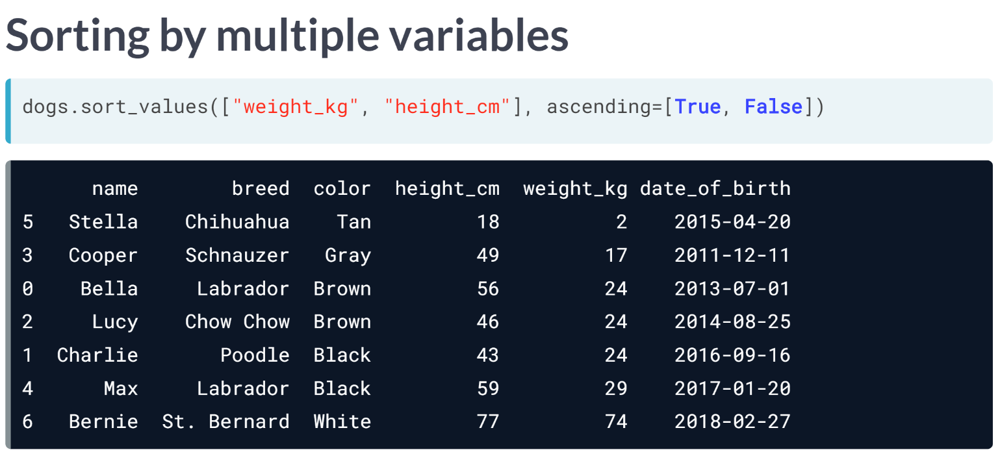 Sorting by multiple variables
dogs.sort_values(["weight_kg", "height_cm"], ascending=[True, False])
name breed color height_cm weight_kg date_of_birth
5 Stella Chihuahua Tan 18 2 2015-04-20
3 Cooper Schnauzer Gray 49 17 2011-12-11
0 Bella Labrador Brown 56 24 2013-07-01
2 Lucy Chow Chow Brown 46 24 2014-08-25
1 Charlie Poodle Black 43 24 2016-09-16
4 Max Labrador Black 59 29 2017-01-20
6 Bernie St. Bernard White 77 74 2018-02-27